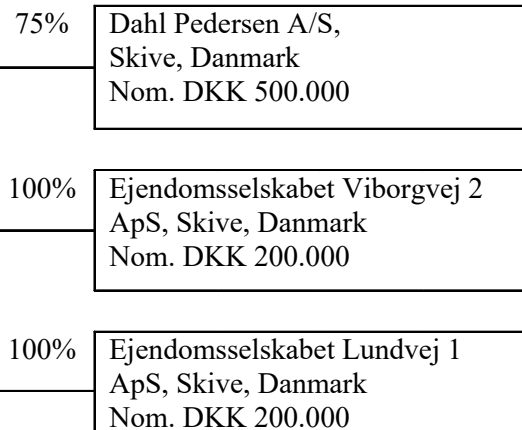 75%
Dahl Pedersen A/S,
Skive, Danmark
Nom. DKK 500.000
100%
Ejendomsselskabet Viborgvej 2
ApS, Skive, Danmark
Nom. DKK 200.000
100%
Ejendomsselskabet Lundvej 1
ApS, Skive, Danmark
Nom. DKK 200.000